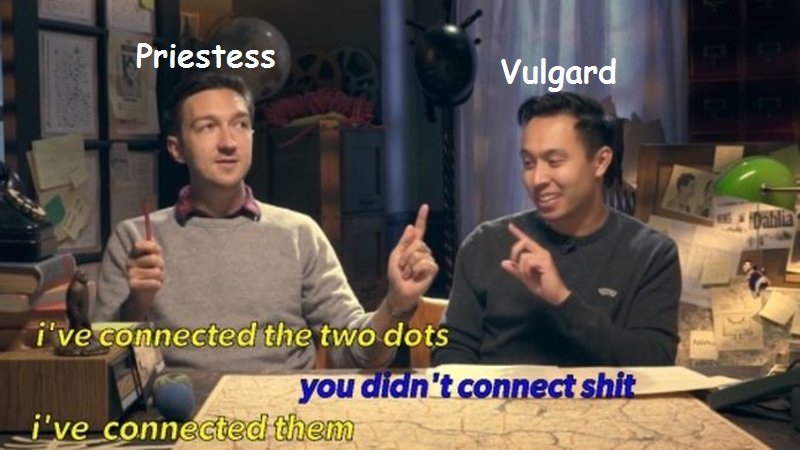 Priestess
Vulgard
Dahlia
i've connected the two dots
you didn't connect shit
i've connected them